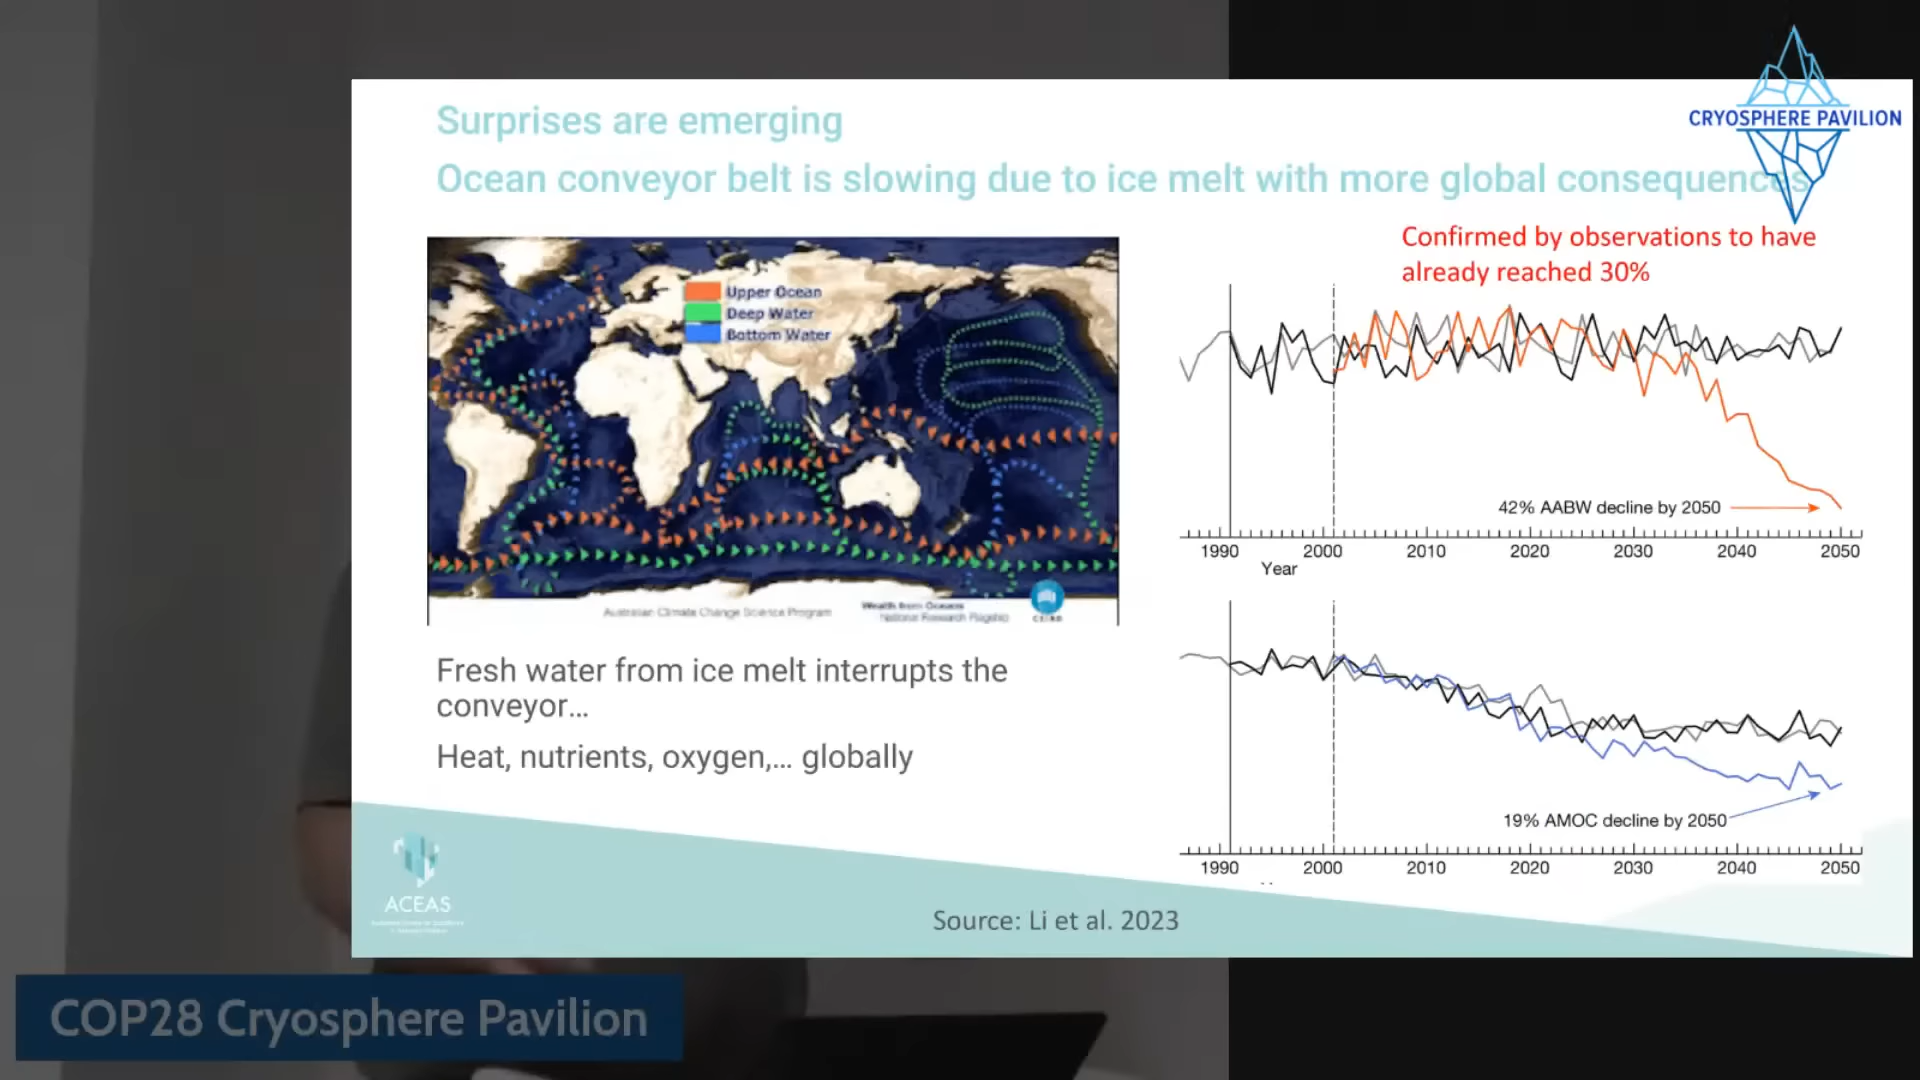 CRYOSPHERE PAVILION
Surprises are emerging
Ocean conveyor belt is slowing due to ice melt with more global consequences
Confirmed by observations to have
already reached 30%
Upper Ocean
Deep Water
Bottom Water
Australian Climate Change Science Program
Wealth from Oceans
National Research Flagship
CSIRO
42% AABW decline by 2050
1990 2000 2010 2020 2030 2040 2050
Year
Fresh water from ice melt interrupts the
conveyor...
Heat, nutrients, oxygen,... globally
19% AMOC decline by 2050
1990 2000 2010 2020 2030 2040 2050
ACEAS
Source: Li et al. 2023
COP28 Cryosphere Pavilion